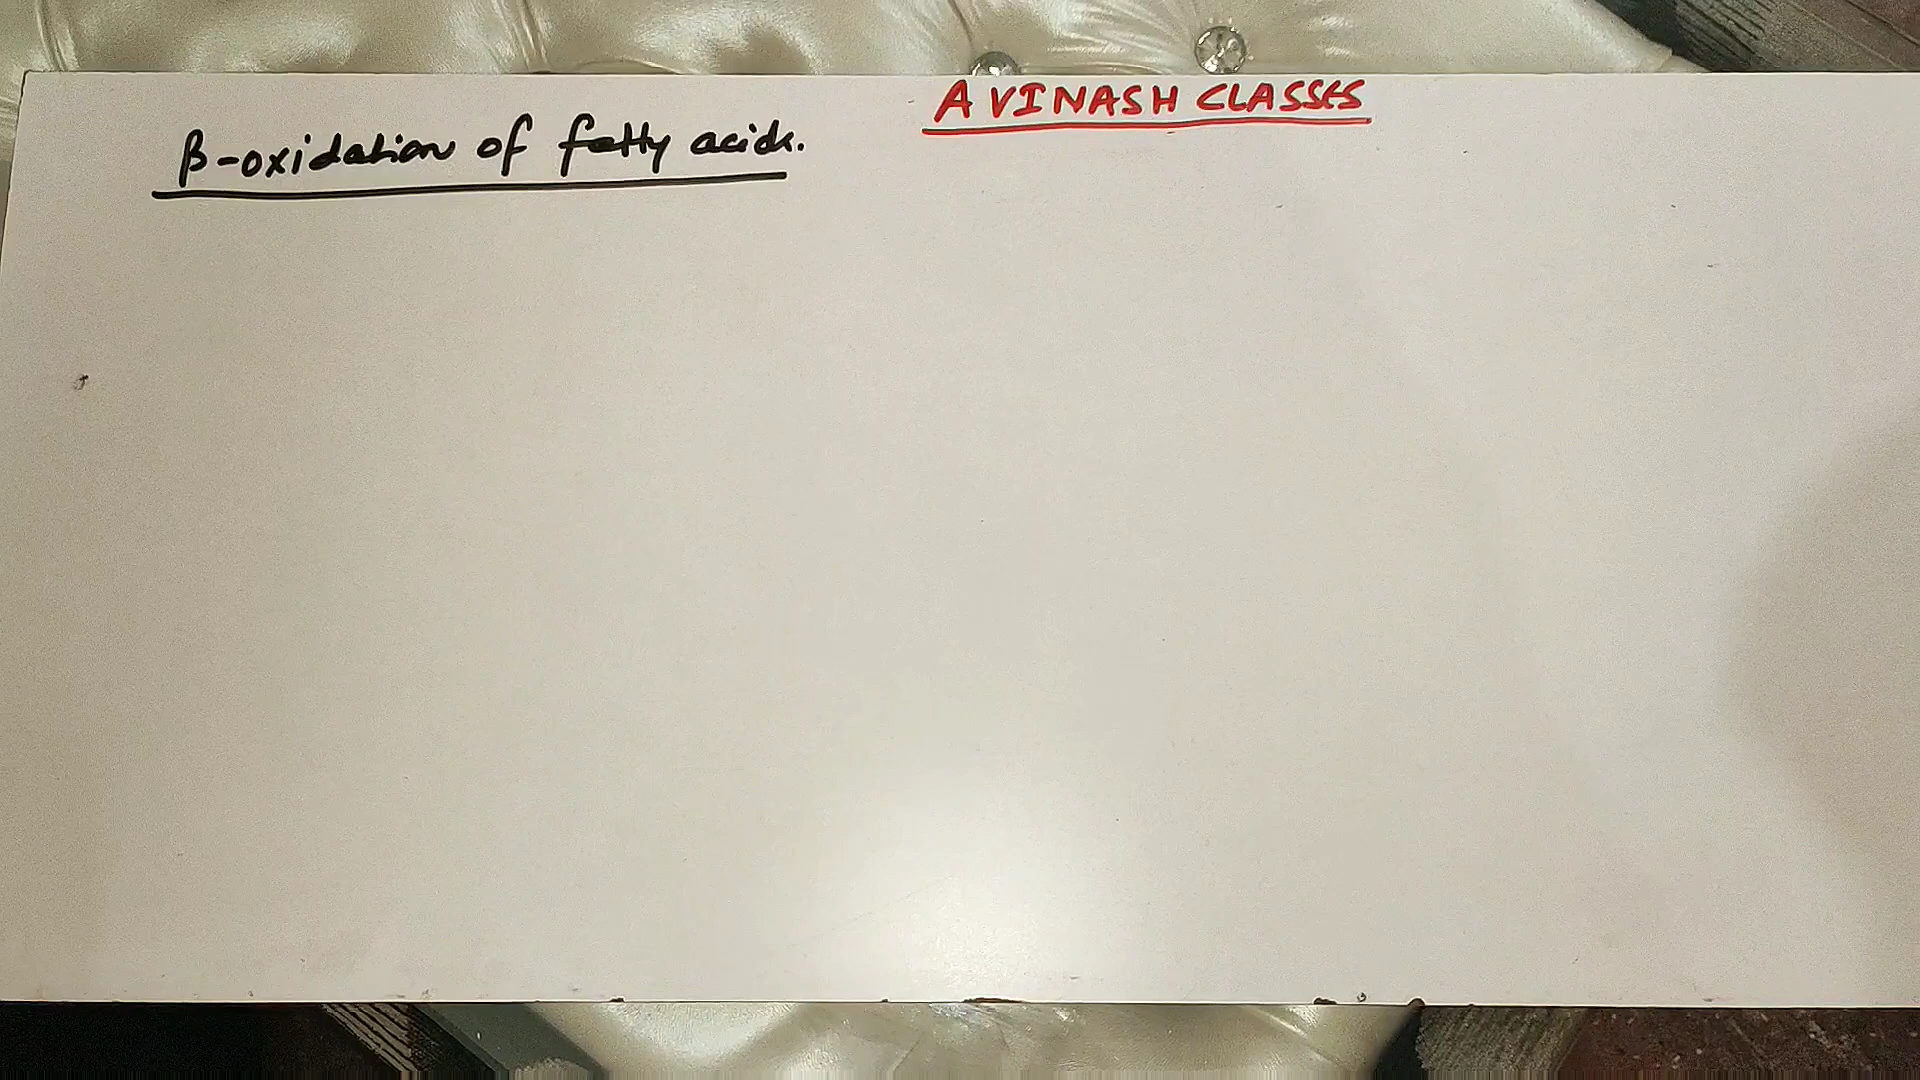 AVINASH CLASSES
β-oxidation of fatty acids.